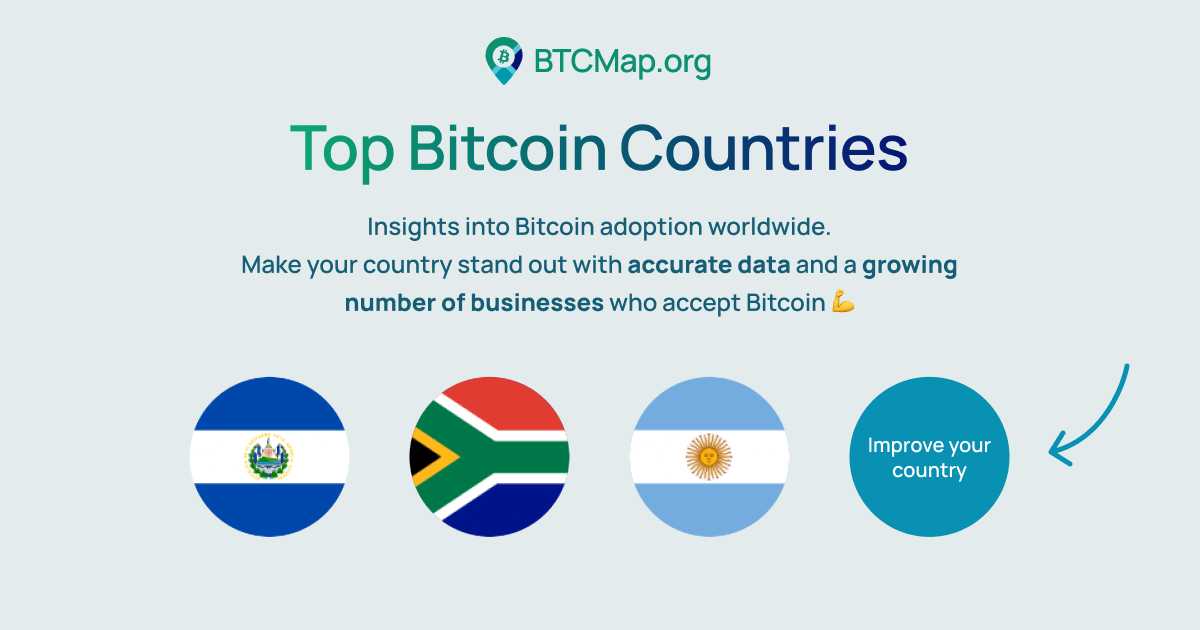 BTCMap.org
Top Bitcoin Countries
Insights into Bitcoin adoption worldwide.
Make your country stand out with accurate data and a growing
number of businesses who accept Bitcoin 💪
Improve your
country